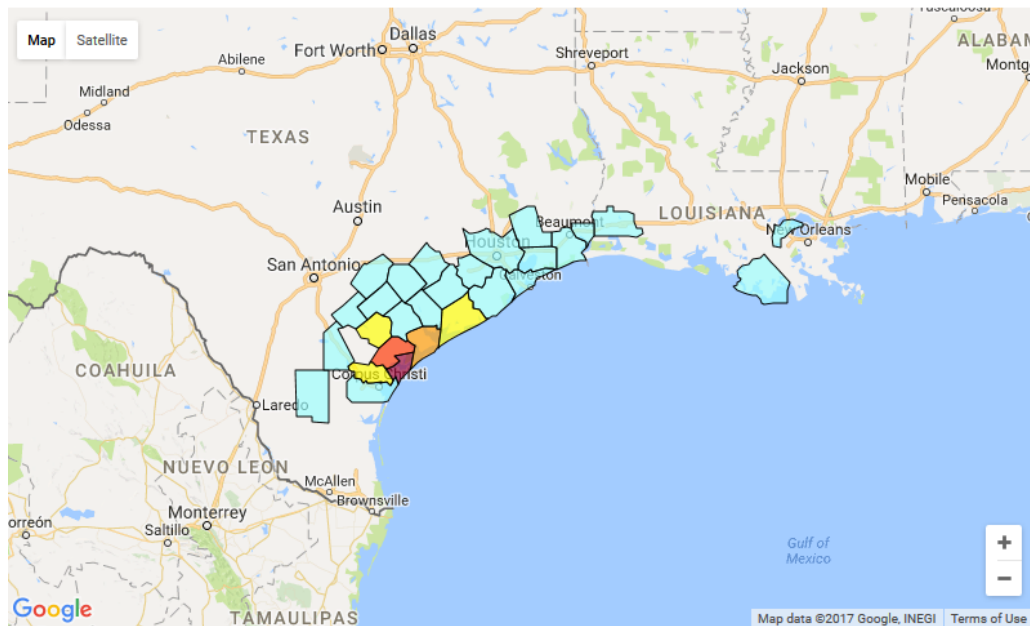 Map
Satellite
Fort Worth
Dallas
Abilene
Shreveport
Tuscaloosa
ALABAM
Midland
Jackson
Montg
Odessa
TEXAS
Austin
LOUISIANA
Mobile
Pensacola
Beaumont
New Orleans
Houston
San Antonio
Galveston
COAHUILA
Corpus Christi
Laredo
NUEVO LEON
McAllen
Brownsville
Monterrey
orreón
Saltillo
Gulf of
Mexico
+
−
Google
TAMAULIPAS
Map data ©2017 Google, INEGI
Terms of Use